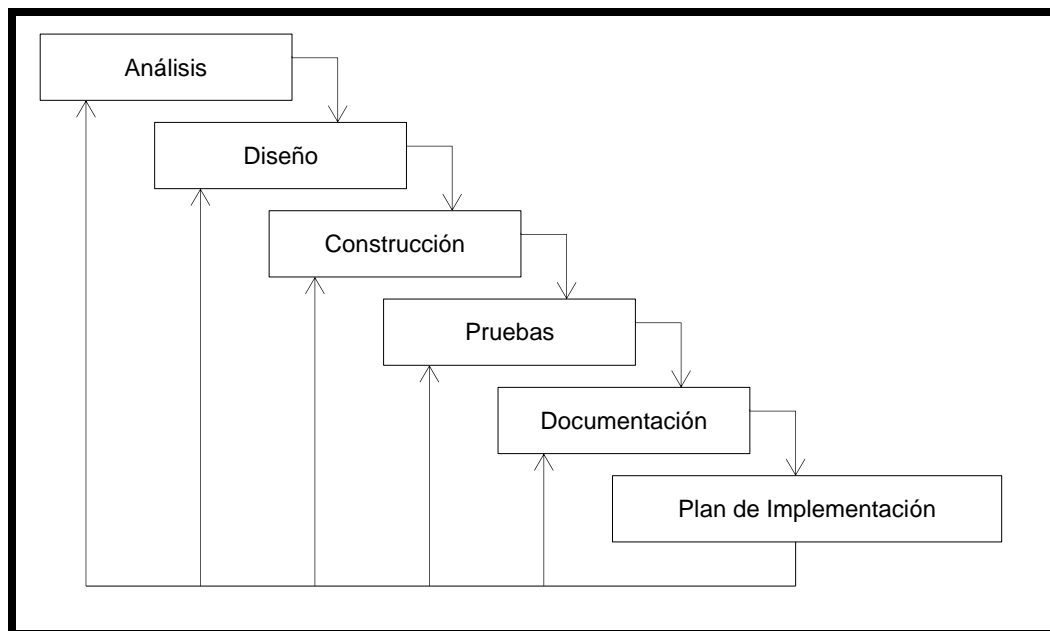 Análisis
Diseño
Construcción
Pruebas
Documentación
Plan de Implementación